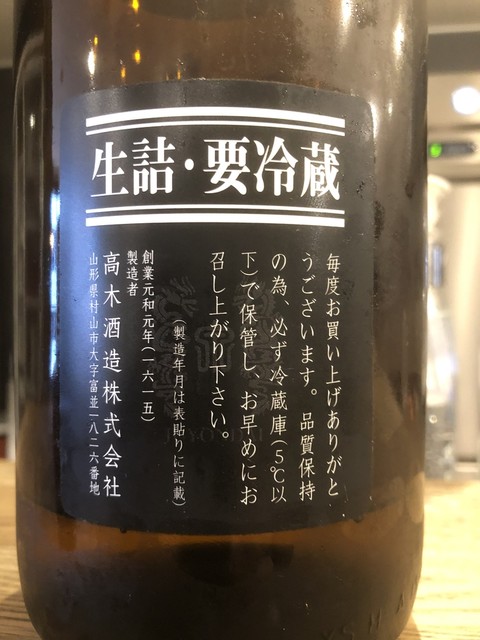 生詰・要冷蔵
毎度お買い上げありがと
うございます。品質保持
の為、必ず冷蔵庫(5℃以
下)で保管し、お早めにお
召し上がり下さい。
(製造年月は表貼りに記載)
創業元和元年(一六一五)
製造者
高木酒造株式会社
山形県村山市大字富並一八二六番地